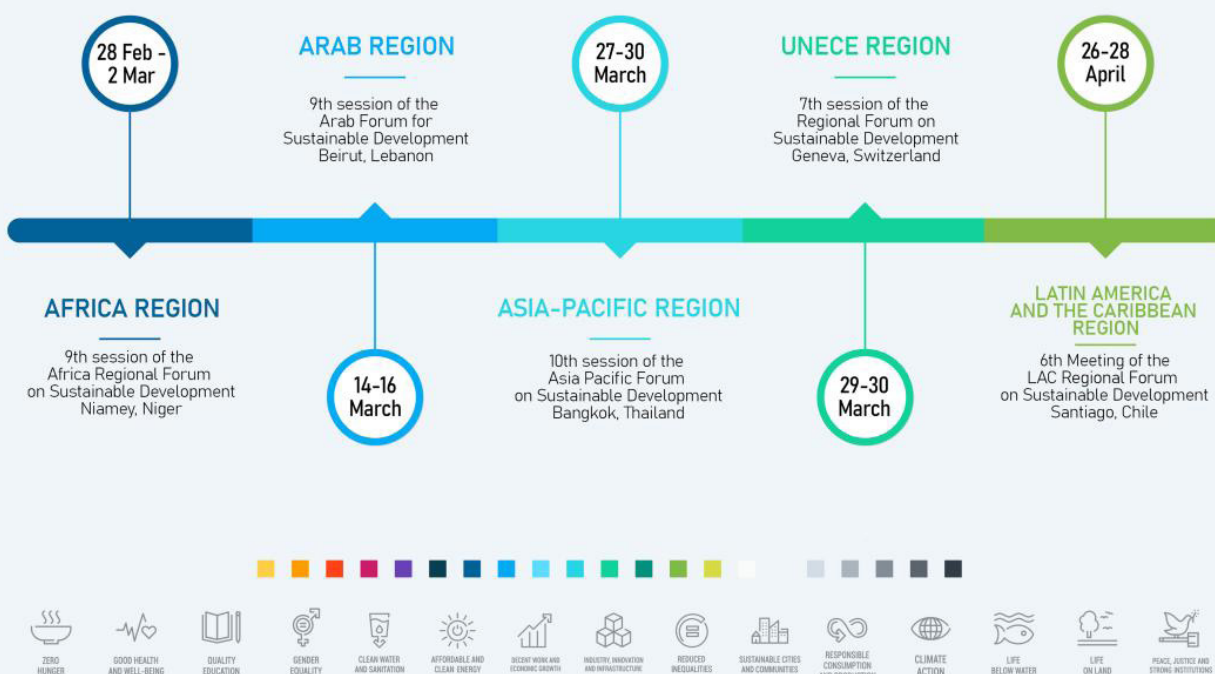 28 Feb -
2 Mar
AFRICA REGION
9th session of the
Africa Regional Forum
on Sustainable Development
Niamey, Niger
ARAB REGION
9th session of the
Arab Forum for
Sustainable Development
Beirut, Lebanon
14-16
March
27-30
March
ASIA-PACIFIC REGION
10th session of the
Asia Pacific Forum
on Sustainable Development
Bangkok, Thailand
UNECE REGION
7th session of the
Regional Forum on
Sustainable Development
Geneva, Switzerland
29-30
March
26-28
April
LATIN AMERICA
AND THE CARIBBEAN
REGION
6th Meeting of the
LAC Regional Forum
on Sustainable Development
Santiago, Chile
ZERO
HUNGER
GOOD HEALTH
AND WELL-BEING
QUALITY
EDUCATION
GENDER
EQUALITY
CLEAN WATER
AND SANITATION
AFFORDABLE AND
CLEAN ENERGY
DECENT WORK AND
ECONOMIC GROWTH
INDUSTRY, INNOVATION
AND INFRASTRUCTURE
REDUCED
INEQUALITIES
SUSTAINABLE CITIES
AND COMMUNITIES
RESPONSIBLE
CONSUMPTION
CLIMATE
ACTION
LIFE
BELOW WATER
LIFE
ON LAND
PEACE, JUSTICE AND
STRONG INSTITUTIONS